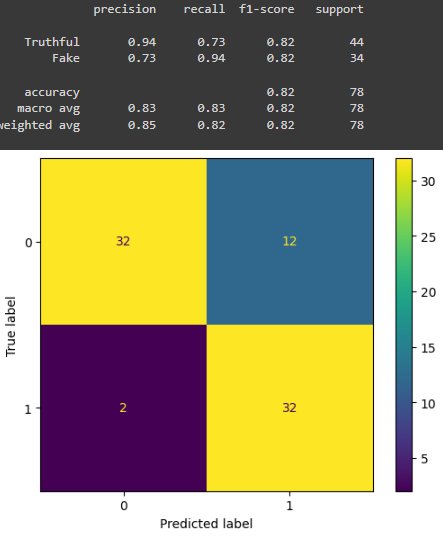 precision recall f1-score support
Truthful 0.94 0.73 0.82 44
Fake 0.73 0.94 0.82 34
accuracy 0.82 78
macro avg 0.83 0.83 0.82 78
weighted avg 0.85 0.82 0.82 78
30
0 32 12
25
20
True label
15
10
1 2 32
5
0 1
Predicted label